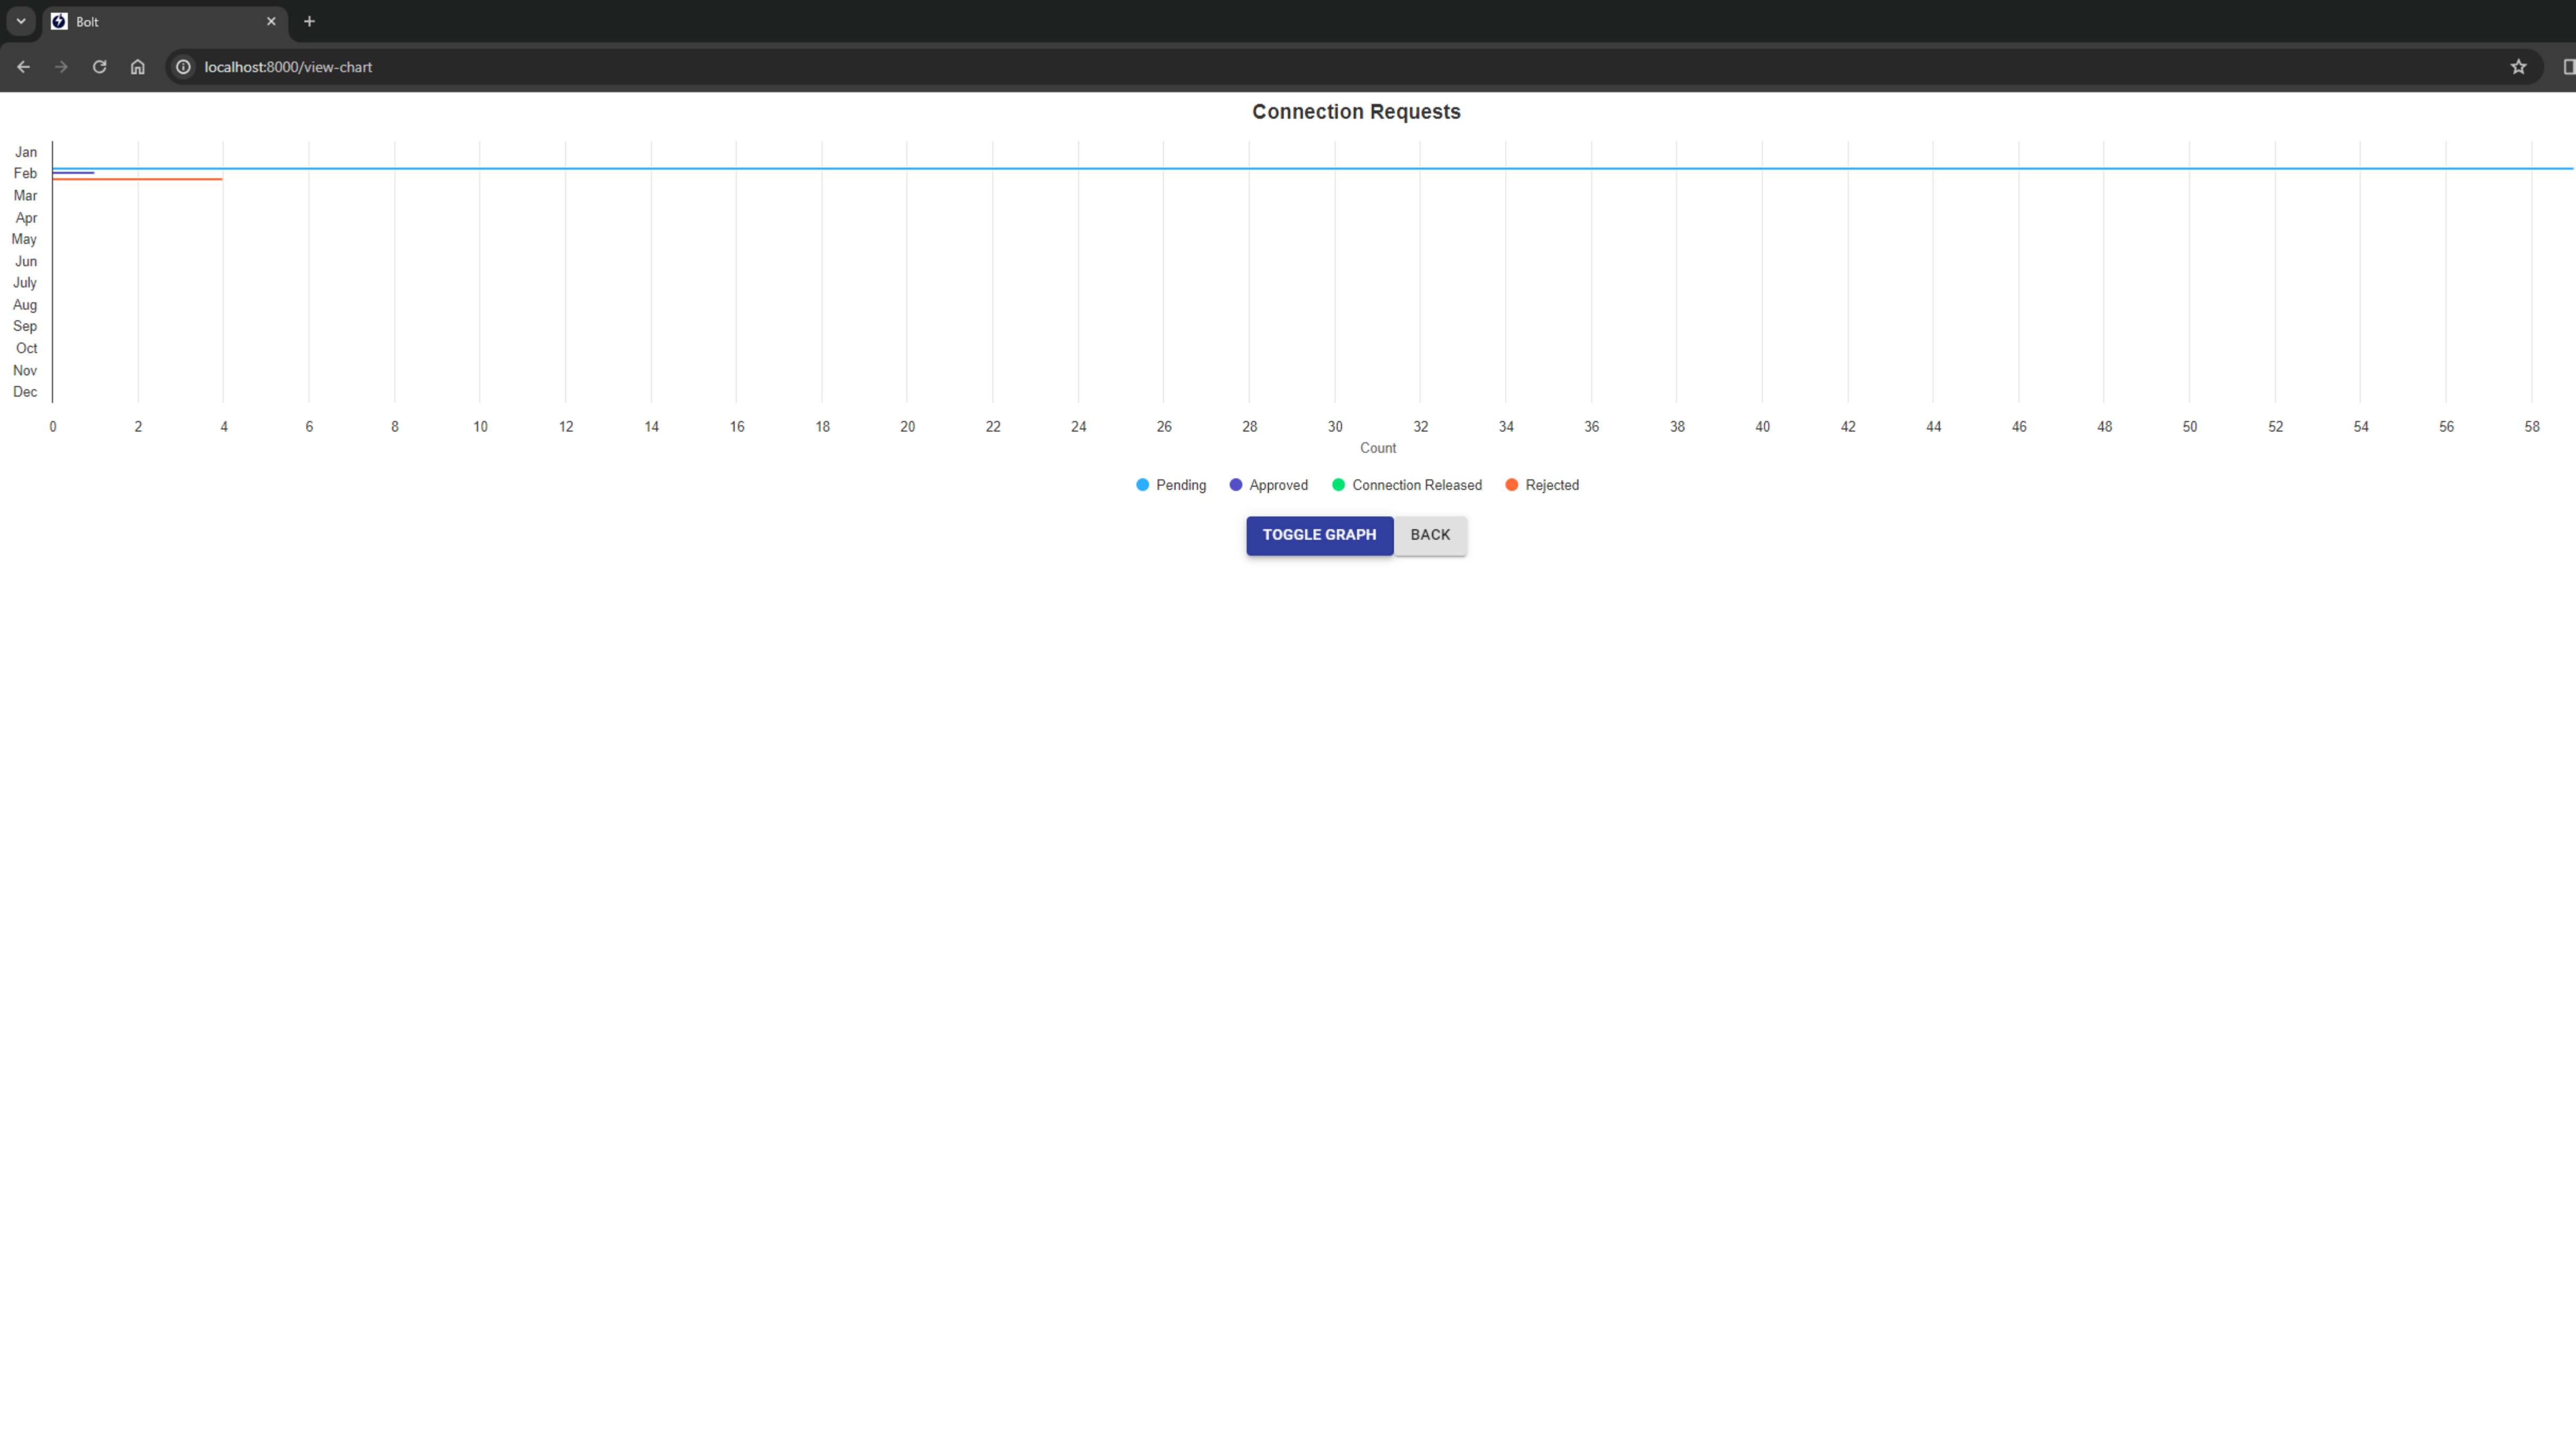 Bolt
localhost:8000/view-chart
Connection Requests
Jan
Feb
Mar
Apr
May
Jun
July
Aug
Sep
Oct
Nov
Dec
0 2 4 6 8 10 12 14 16 18 20 22 24 26 28 30 32 34 36 38 40 42 44 46 48 50 52 54 56 58
Count
Pending Approved Connection Released Rejected
TOGGLE GRAPH BACK